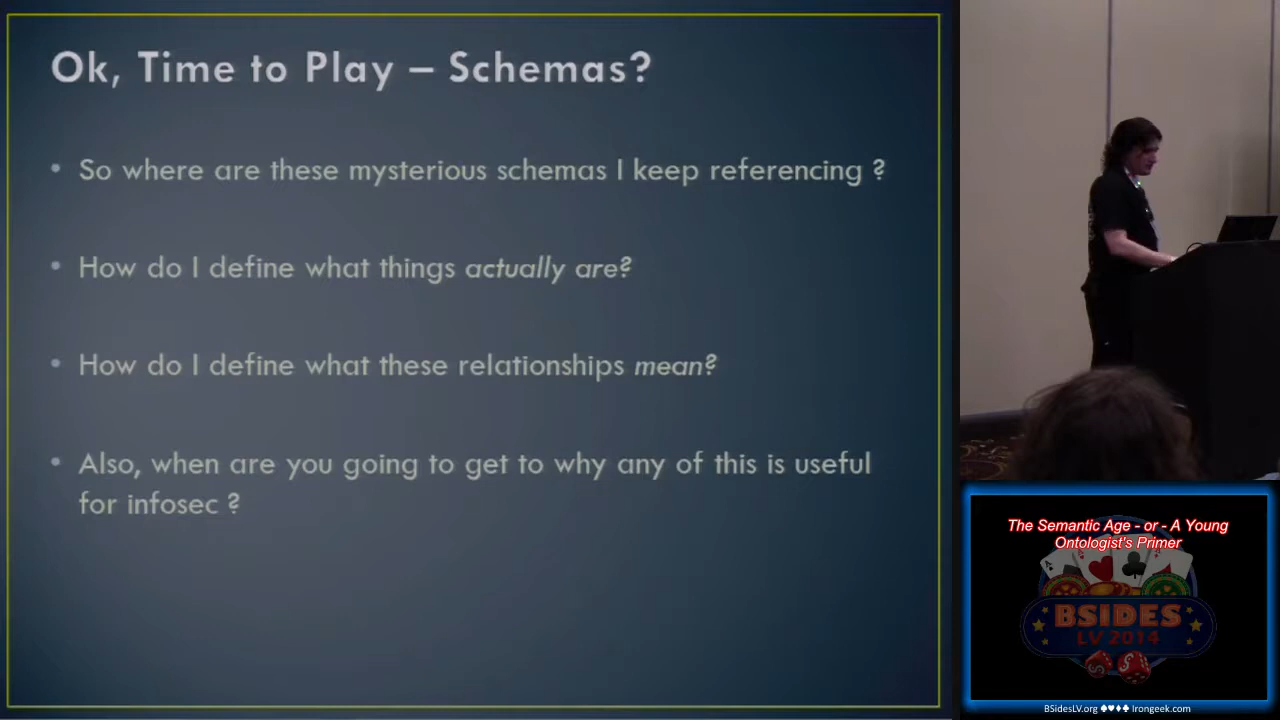 Ok, Time to Play – Schemas?
• So where are these mysterious schemas I keep referencing ?
• How do I define what things actually are?
• How do I define what these relationships mean?
• Also, when are you going to get to why any of this is useful
for infosec ?
The Semantic Age - or - A Young
Ontologist's Primer
BSIDES
LV 2014
BSidesLV.org ♠♥♦♣ Irongeek.com